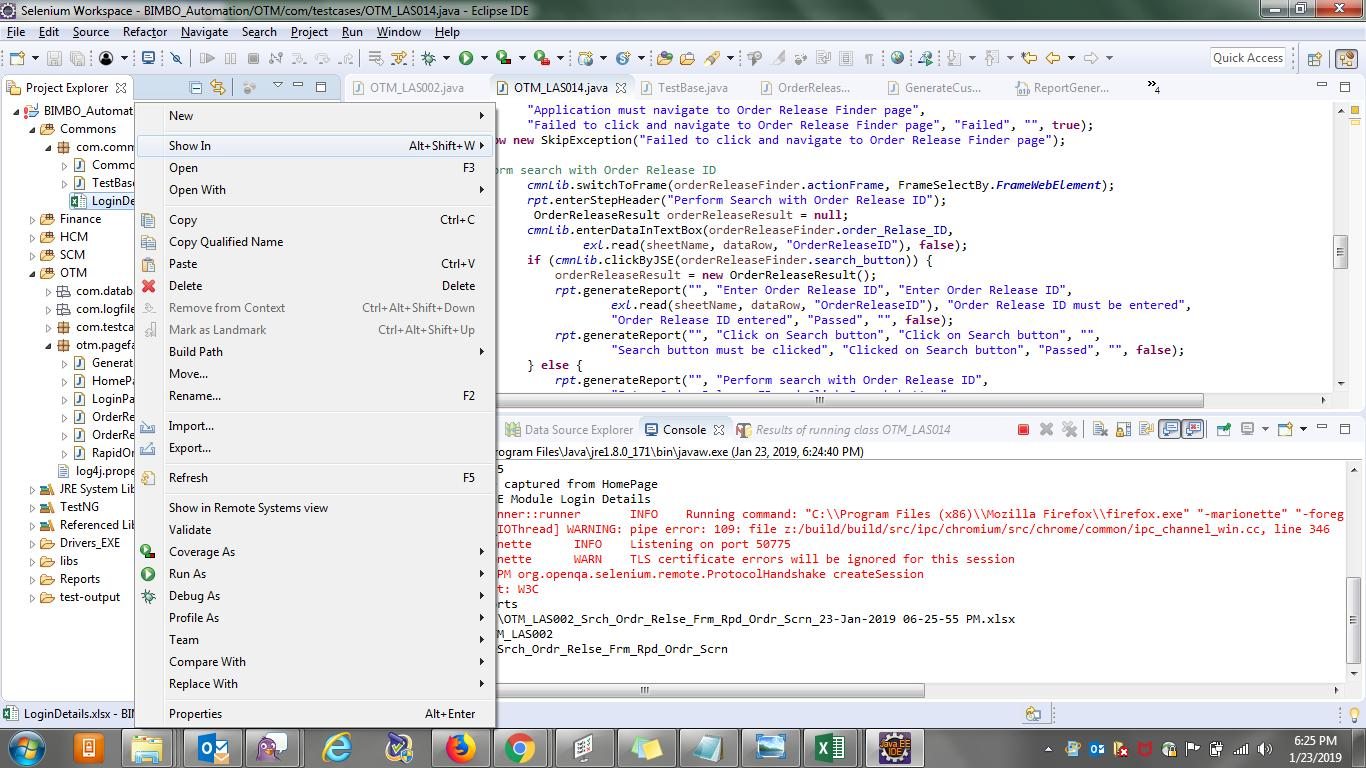 Selenium Workspace - BIMBO_Automation/OTM/com/testcases/OTM_LAS014.java - Eclipse IDE
File Edit Source Refactor Navigate Search Project Run Window Help
Quick Access
Project Explorer
OTM_LAS002.java OTM_LAS014.java TestBase.java OrderReleas... GenerateCus... ReportGener... »4
BIMBO_Automat
Commons
com.comm
Commo
TestBase
LoginDe
Finance
HCM
SCM
OTM
com.datab
com.logfile
com.testca
otm.pagefa
Generat
HomePa
LoginPa
OrderRe
OrderRe
RapidOr
log4j.prope
JRE System Lib
TestNG
Referenced Lib
Drivers_EXE
libs
Reports
test-output
New
Show In Alt+Shift+W
Open F3
Open With
Copy Ctrl+C
Copy Qualified Name
Paste Ctrl+V
Delete Delete
Remove from Context Ctrl+Alt+Shift+Down
Mark as Landmark Ctrl+Alt+Shift+Up
Build Path
Move...
Rename... F2
Import...
Export...
Refresh F5
Show in Remote Systems view
Validate
Coverage As
Run As
Debug As
Profile As
Team
Compare With
Replace With
Properties Alt+Enter
"Application must navigate to Order Release Finder page",
"Failed to click and navigate to Order Release Finder page", "Failed", "", true);
ow new SkipException("Failed to click and navigate to Order Release Finder page");
rm search with Order Release ID
cmnLib.switchToFrame(orderReleaseFinder.actionFrame, FrameSelectBy.FrameWebElement);
rpt.enterStepHeader("Perform Search with Order Release ID");
OrderReleaseResult orderReleaseResult = null;
cmnLib.enterDataInTextBox(orderReleaseFinder.order_Relase_ID,
exl.read(sheetName, dataRow, "OrderReleaseID"), false);
if (cmnLib.clickByJSE(orderReleaseFinder.search_button)) {
orderReleaseResult = new OrderReleaseResult();
rpt.generateReport("", "Enter Order Release ID", "Enter Order Release ID",
exl.read(sheetName, dataRow, "OrderReleaseID"), "Order Release ID must be entered",
"Order Release ID entered", "Passed", "", false);
rpt.generateReport("", "Click on Search button", "Click on Search button", "",
"Search button must be clicked", "Clicked on Search button", "Passed", "", false);
} else {
rpt.generateReport("", "Perform search with Order Release ID",
Data Source Explorer Console Results of running class OTM_LAS014
ogram Files\Java\jre1.8.0_171\bin\javaw.exe (Jan 23, 2019, 6:24:40 PM)
5
captured from HomePage
E Module Login Details
nner::runner INFO Running command: "C:\\Program Files (x86)\\Mozilla Firefox\\firefox.exe" "-marionette" "-foreg
IOThread] WARNING: pipe error: 109: file z:/build/build/src/ipc/chromium/src/chrome/common/ipc_channel_win.cc, line 346
nette INFO Listening on port 50775
nette WARN TLS certificate errors will be ignored for this session
PM org.openqa.selenium.remote.ProtocolHandshake createSession
t: W3C
rts
\OTM_LAS002_Srch_Ordr_Relse_Frm_Rpd_Ordr_Scrn_23-Jan-2019 06-25-55 PM.xlsx
M_LAS002
Srch_Ordr_Relse_Frm_Rpd_Ordr_Scrn
LoginDetails.xlsx - BI
Java EE
IDE
6:25 PM
1/23/2019